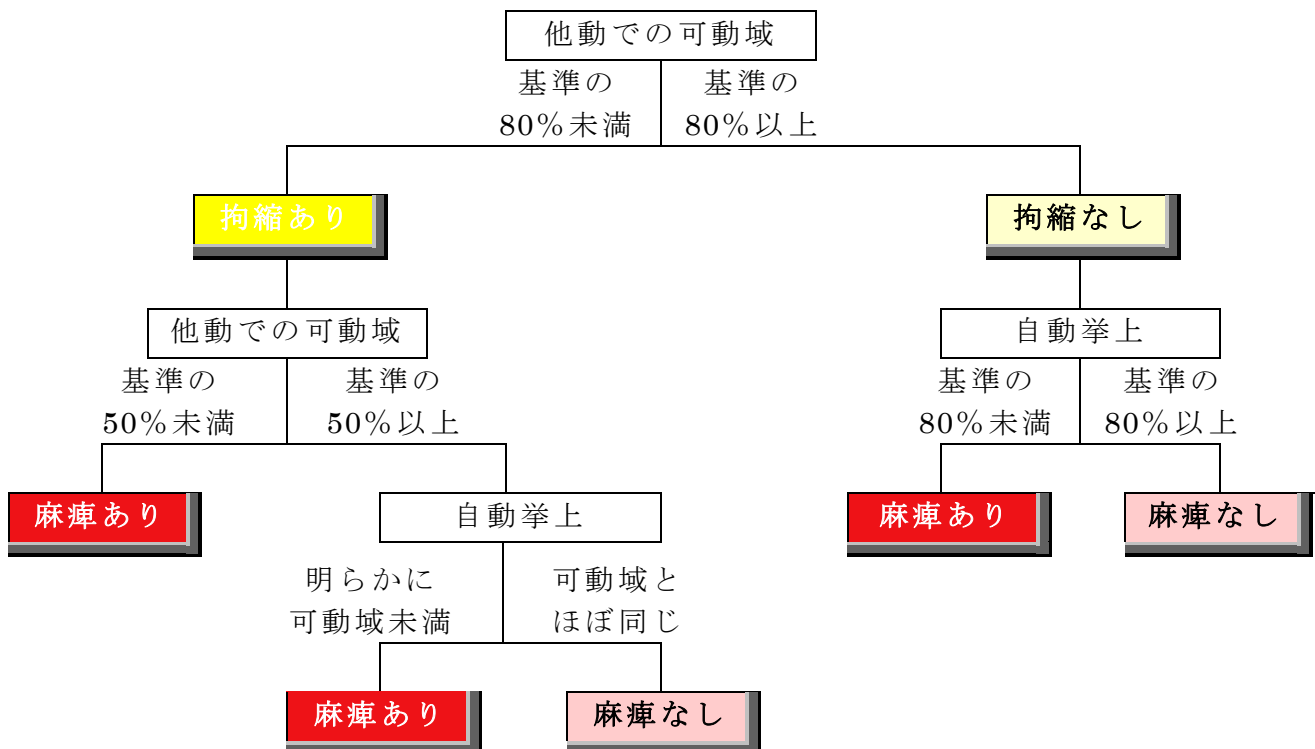 他動での可動域
基準の
80％未満
基準の
80％以上
拘縮あり
拘縮なし
他動での可動域
自動挙上
基準の
50％未満
基準の
50％以上
基準の
80％未満
基準の
80％以上
麻痺あり
自動挙上
麻痺あり
麻痺なし
明らかに
可動域未満
可動域と
ほぼ同じ
麻痺あり
麻痺なし